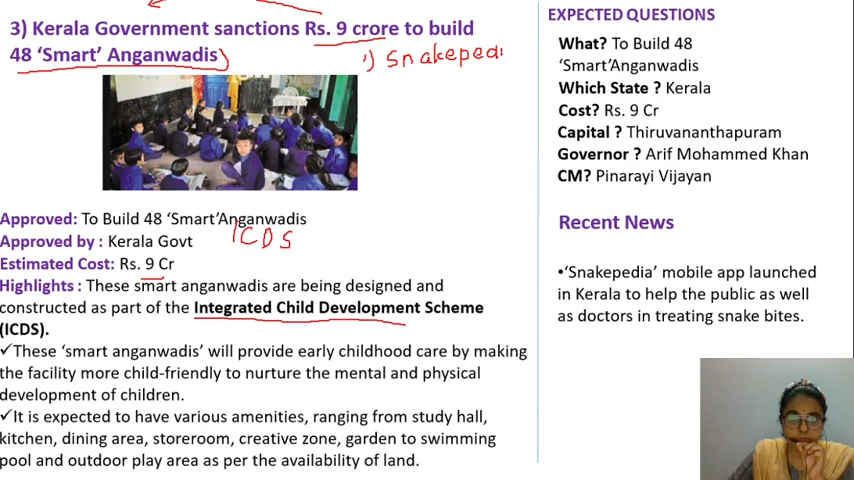 3) Kerala Government sanctions Rs. 9 crore to build
48 ‘Smart’ Anganwadis
1) Snakepedi
Approved: To Build 48 ‘Smart’Anganwadis
ICDS
Approved by : Kerala Govt
Estimated Cost: Rs. 9 Cr
Highlights : These smart anganwadis are being designed and
constructed as part of the Integrated Child Development Scheme
(ICDS).
✓These ‘smart anganwadis’ will provide early childhood care by making
the facility more child-friendly to nurture the mental and physical
development of children.
✓It is expected to have various amenities, ranging from study hall,
kitchen, dining area, storeroom, creative zone, garden to swimming
pool and outdoor play area as per the availability of land.
EXPECTED QUESTIONS
What? To Build 48
‘Smart’Anganwadis
Which State ? Kerala
Cost? Rs. 9 Cr
Capital ? Thiruvananthapuram
Governor ? Arif Mohammed Khan
CM? Pinarayi Vijayan
Recent News
•‘Snakepedia’ mobile app launched
in Kerala to help the public as well
as doctors in treating snake bites.